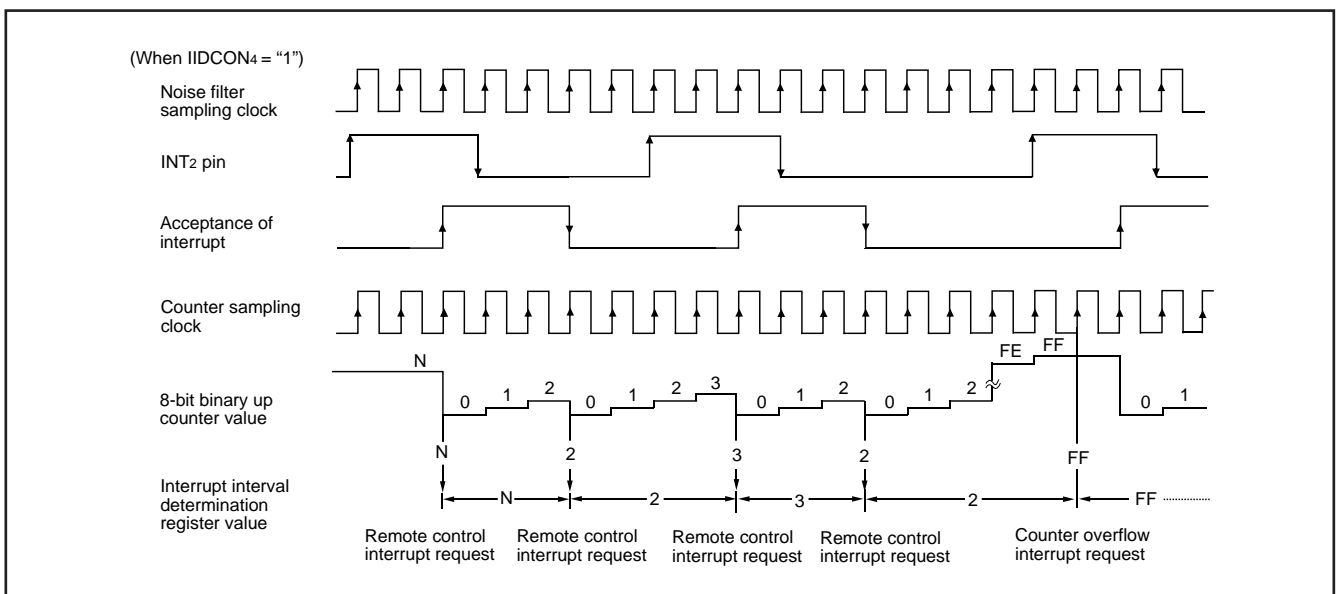 (When IIDCON4 = “1”)
Noise filter
sampling clock
INT2 pin
Acceptance of
interrupt
Counter sampling
clock
N
FE
FF
8-bit binary up
counter value
0 1 2 0 1 2 3 0 1 2 0 1 2 0 1
N 2 3 2 FF
Interrupt interval
determination
register value
N 2 3 2 FF ..............
Remote control
interrupt request
Remote control
interrupt request
Remote control
interrupt request
Remote control
interrupt request
Counter overflow
interrupt request